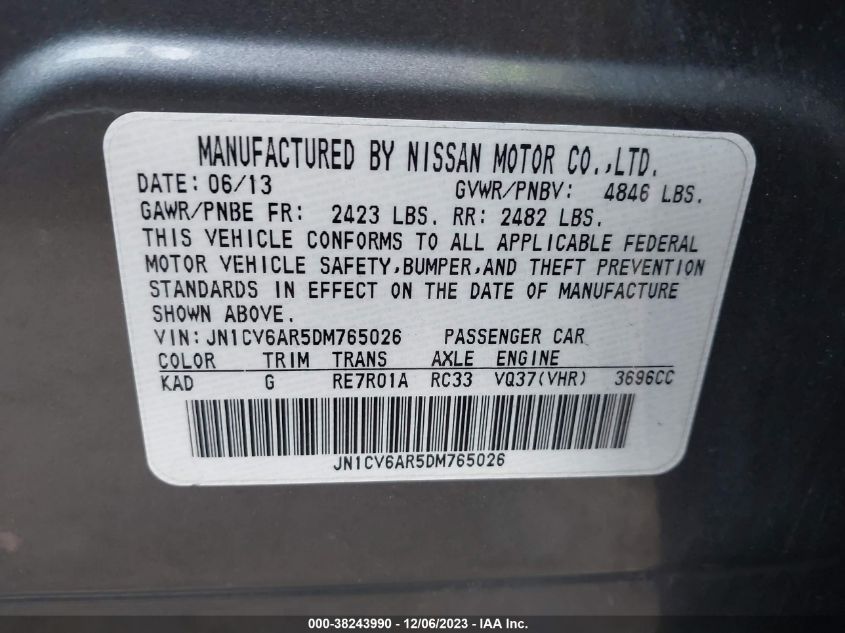 MANUFACTURED BY NISSAN MOTOR CO.,LTD.
DATE: 06/13 GVWR/PNBV: 4846 LBS.
GAWR/PNBE FR: 2423 LBS. RR: 2482 LBS.
THIS VEHICLE CONFORMS TO ALL APPLICABLE FEDERAL
MOTOR VEHICLE SAFETY,BUMPER,AND THEFT PREVENTION
STANDARDS IN EFFECT ON THE DATE OF MANUFACTURE
SHOWN ABOVE.
VIN:JN1CV6AR5DM765026 PASSENGER CAR
COLOR TRIM TRANS AXLE ENGINE
KAD G RE7R01A RC33 VQ37(VHR) 3696CC
JN1CV6AR5DM765026
000-38243990 - 12/06/2023 - IAA Inc.